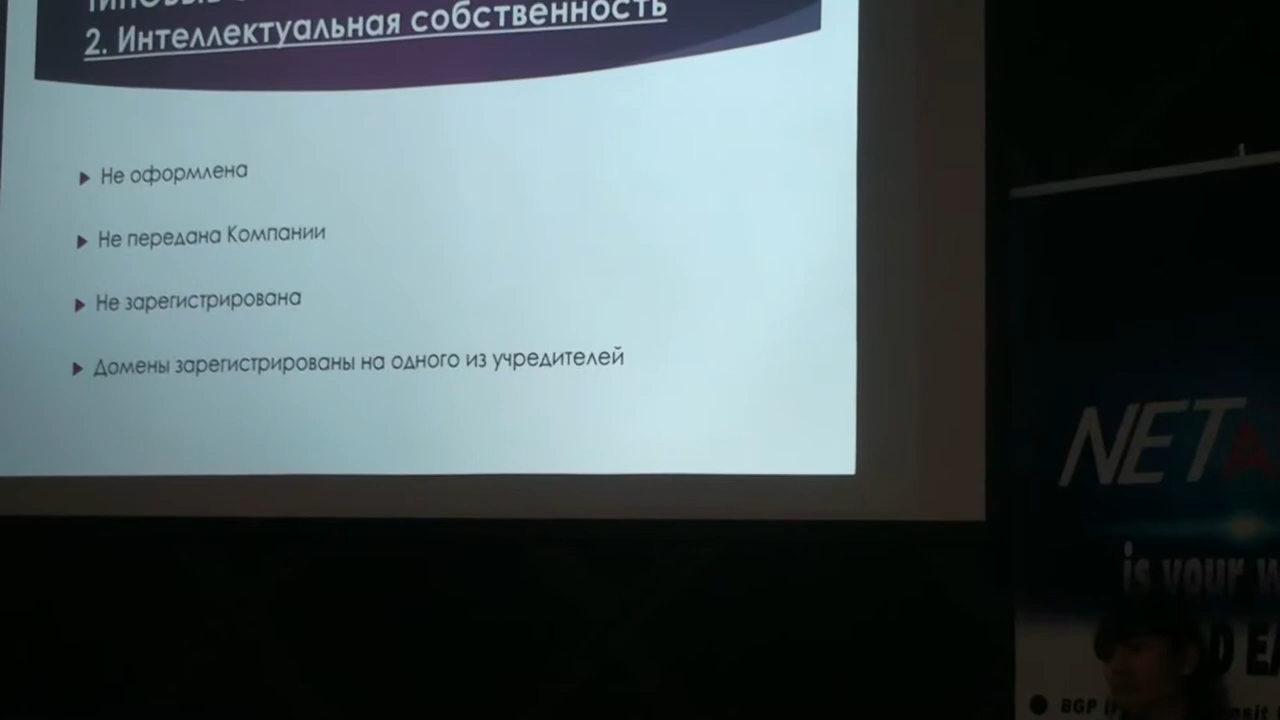 2. Интеллектуальная собственность
Не оформлена
Не передана Компании
Не зарегистрирована
Домены зарегистрированы на одного из учредителей
NET
is your
BGP